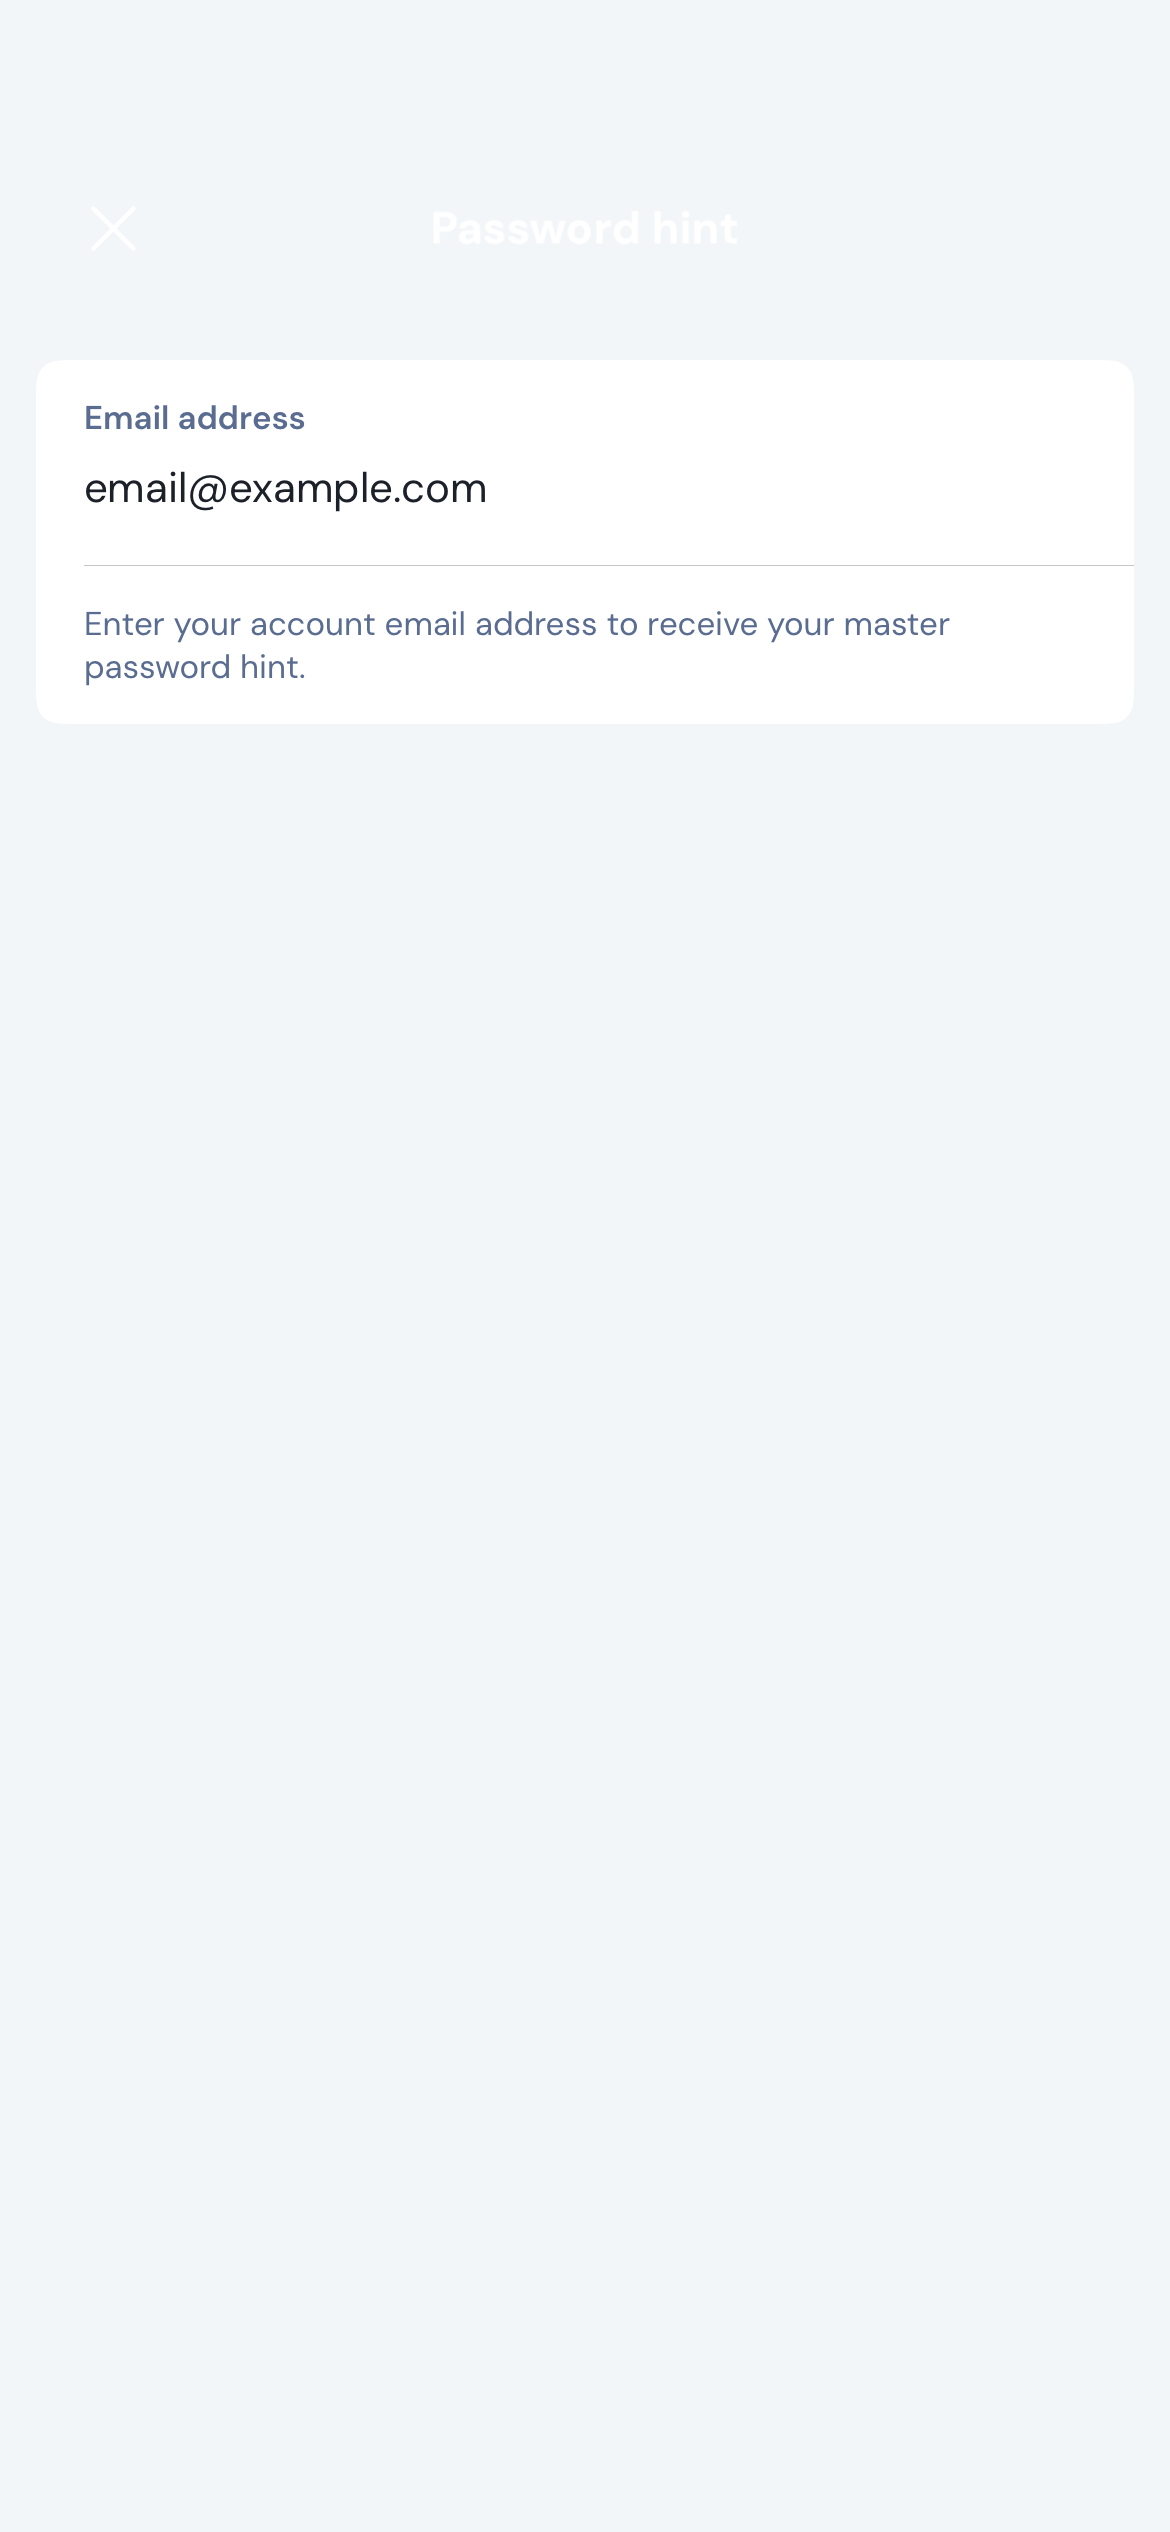 Password hint
Email address
email@example.com
Enter your account email address to receive your master
password hint.